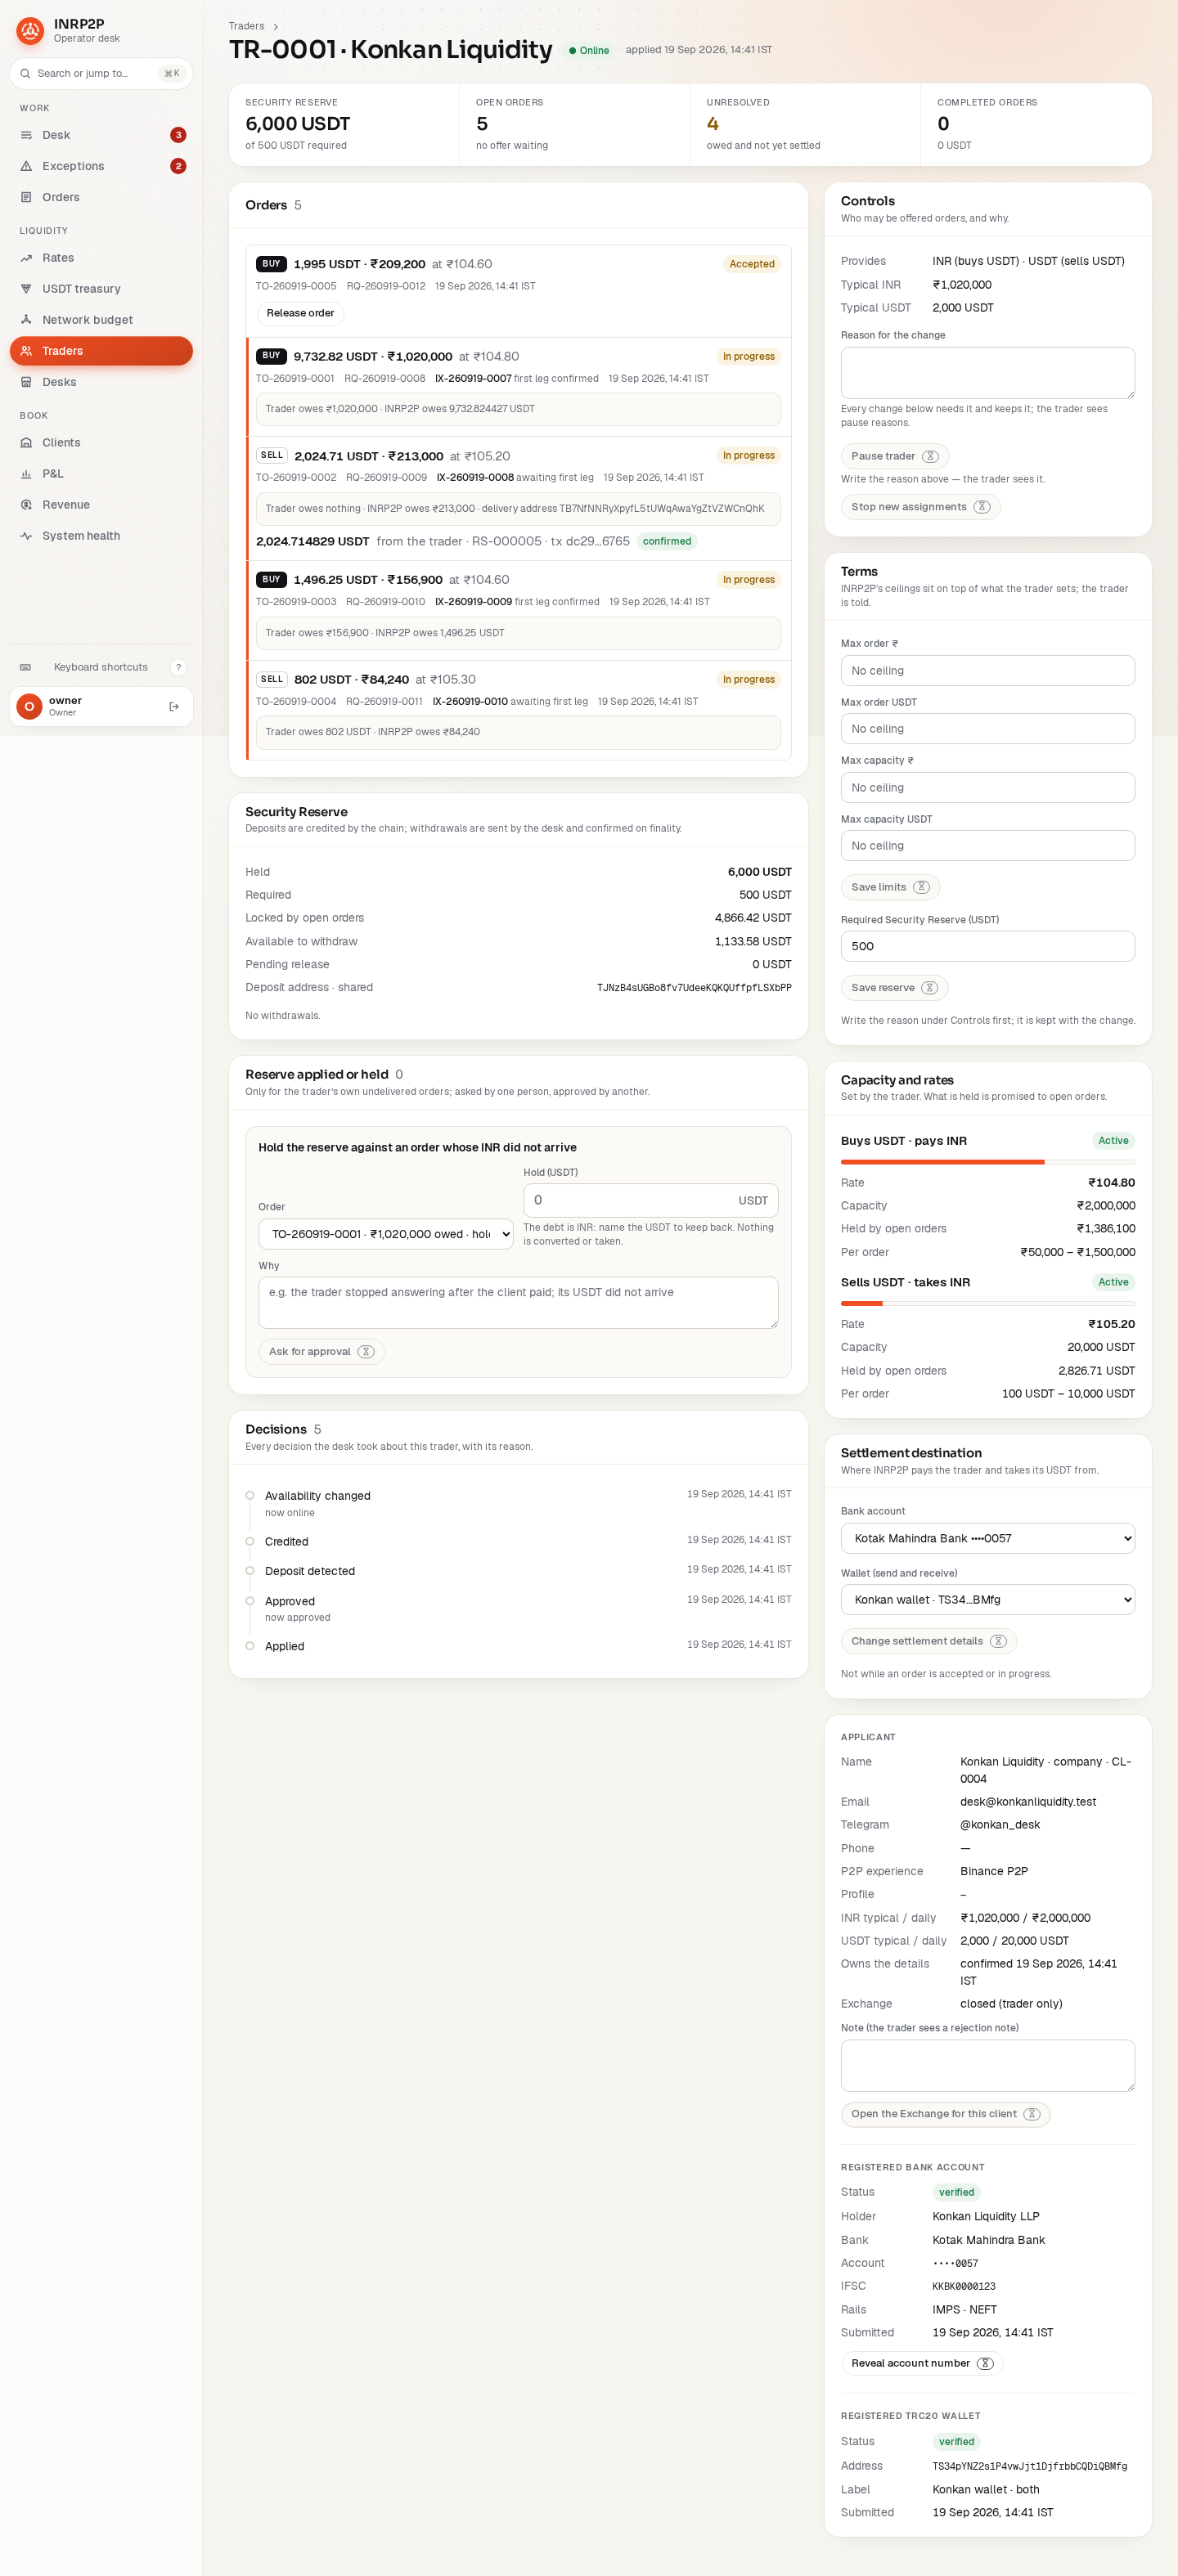 INRP2P
Operator desk
Search or jump to...
⌘K
WORK
Desk 3
Exceptions 2
Orders
LIQUIDITY
Rates
USDT treasury
Network budget
Traders
Desks
BOOK
Clients
P&L
Revenue
System health
Keyboard shortcuts ?
O
owner
Owner
Traders
TR-0001 · Konkan Liquidity Online · applied 19 Sep 2026, 14:41 IST
SECURITY RESERVE
6,000 USDT
of 500 USDT required
OPEN ORDERS
5
no offer waiting
UNRESOLVED
4
owed and not yet settled
COMPLETED ORDERS
0
0 USDT
Orders 5
BUY 1,995 USDT · ₹209,200 at ₹104.60 Accepted
TO-260919-0005 RQ-260919-0012 19 Sep 2026, 14:41 IST
Release order
BUY 9,732.82 USDT · ₹1,020,000 at ₹104.80 In progress
TO-260919-0001 RQ-260919-0008 IX-260919-0007 first leg confirmed 19 Sep 2026, 14:41 IST
Trader owes ₹1,020,000 · INRP2P owes 9,732.824427 USDT
SELL 2,024.71 USDT · ₹213,000 at ₹105.20 In progress
TO-260919-0002 RQ-260919-0009 IX-260919-0008 awaiting first leg 19 Sep 2026, 14:41 IST
Trader owes nothing · INRP2P owes ₹213,000 · delivery address TB7NfNNRyXpyfL5tUWqAwaYgZtVZWCnQhK
2,024.714829 USDT from the trader · RS-000005 · tx dc29…6765 confirmed
BUY 1,496.25 USDT · ₹156,900 at ₹104.60 In progress
TO-260919-0003 RQ-260919-0010 IX-260919-0009 first leg confirmed 19 Sep 2026, 14:41 IST
Trader owes ₹156,900 · INRP2P owes 1,496.25 USDT
SELL 802 USDT · ₹84,240 at ₹105.30 In progress
TO-260919-0004 RQ-260919-0011 IX-260919-0010 awaiting first leg 19 Sep 2026, 14:41 IST
Trader owes 802 USDT · INRP2P owes ₹84,240
Security Reserve
Deposits are credited by the chain; withdrawals are sent by the desk and confirmed on finality.
Held 6,000 USDT
Required 500 USDT
Locked by open orders 4,866.42 USDT
Available to withdraw 1,133.58 USDT
Pending release 0 USDT
Deposit address · shared TJNzB4sUGBo8fv7UdeeKQKQUffpfLSXbPP
No withdrawals.
Reserve applied or held 0
Only for the trader's own undelivered orders; asked by one person, approved by another.
Hold the reserve against an order whose INR did not arrive
Order
TO-260919-0001 · ₹1,020,000 owed · hol
Hold (USDT)
0 USDT
The debt is INR: name the USDT to keep back. Nothing
is converted or taken.
Why
e.g. the trader stopped answering after the client paid; its USDT did not arrive
Ask for approval
Decisions 5
Every decision the desk took about this trader, with its reason.
Availability changed 19 Sep 2026, 14:41 IST
now online
Credited 19 Sep 2026, 14:41 IST
Deposit detected 19 Sep 2026, 14:41 IST
Approved 19 Sep 2026, 14:41 IST
now approved
Applied 19 Sep 2026, 14:41 IST
Controls
Who may be offered orders, and why.
Provides INR (buys USDT) · USDT (sells USDT)
Typical INR ₹1,020,000
Typical USDT 2,000 USDT
Reason for the change
Every change below needs it and keeps it; the trader sees
pause reasons.
Pause trader
Write the reason above — the trader sees it.
Stop new assignments
Terms
INRP2P's ceilings sit on top of what the trader sets; the trader
is told.
Max order ₹
No ceiling
Max order USDT
No ceiling
Max capacity ₹
No ceiling
Max capacity USDT
No ceiling
Save limits
Required Security Reserve (USDT)
500
Save reserve
Write the reason under Controls first; it is kept with the change.
Capacity and rates
Set by the trader. What is held is promised to open orders.
Buys USDT · pays INR Active
Rate ₹104.80
Capacity ₹2,000,000
Held by open orders ₹1,386,100
Per order ₹50,000 – ₹1,500,000
Sells USDT · takes INR Active
Rate ₹105.20
Capacity 20,000 USDT
Held by open orders 2,826.71 USDT
Per order 100 USDT – 10,000 USDT
Settlement destination
Where INRP2P pays the trader and takes its USDT from.
Bank account
Kotak Mahindra Bank ••••0057
Wallet (send and receive)
Konkan wallet · TS34…BMfg
Change settlement details
Not while an order is accepted or in progress.
APPLICANT
Name Konkan Liquidity · company · CL-
0004
Email desk@konkanliquidity.test
Telegram @konkan_desk
Phone —
P2P experience Binance P2P
Profile –
INR typical / daily ₹1,020,000 / ₹2,000,000
USDT typical / daily 2,000 / 20,000 USDT
Owns the details confirmed 19 Sep 2026, 14:41
IST
Exchange closed (trader only)
Note (the trader sees a rejection note)
Open the Exchange for this client
REGISTERED BANK ACCOUNT
Status verified
Holder Konkan Liquidity LLP
Bank Kotak Mahindra Bank
Account ••••0057
IFSC KKBK0000123
Rails IMPS · NEFT
Submitted 19 Sep 2026, 14:41 IST
Reveal account number
REGISTERED TRC20 WALLET
Status verified
Address TS34pYNZ2s1P4vwJjt1DjfrbbCQDiQBMfg
Label Konkan wallet · both
Submitted 19 Sep 2026, 14:41 IST